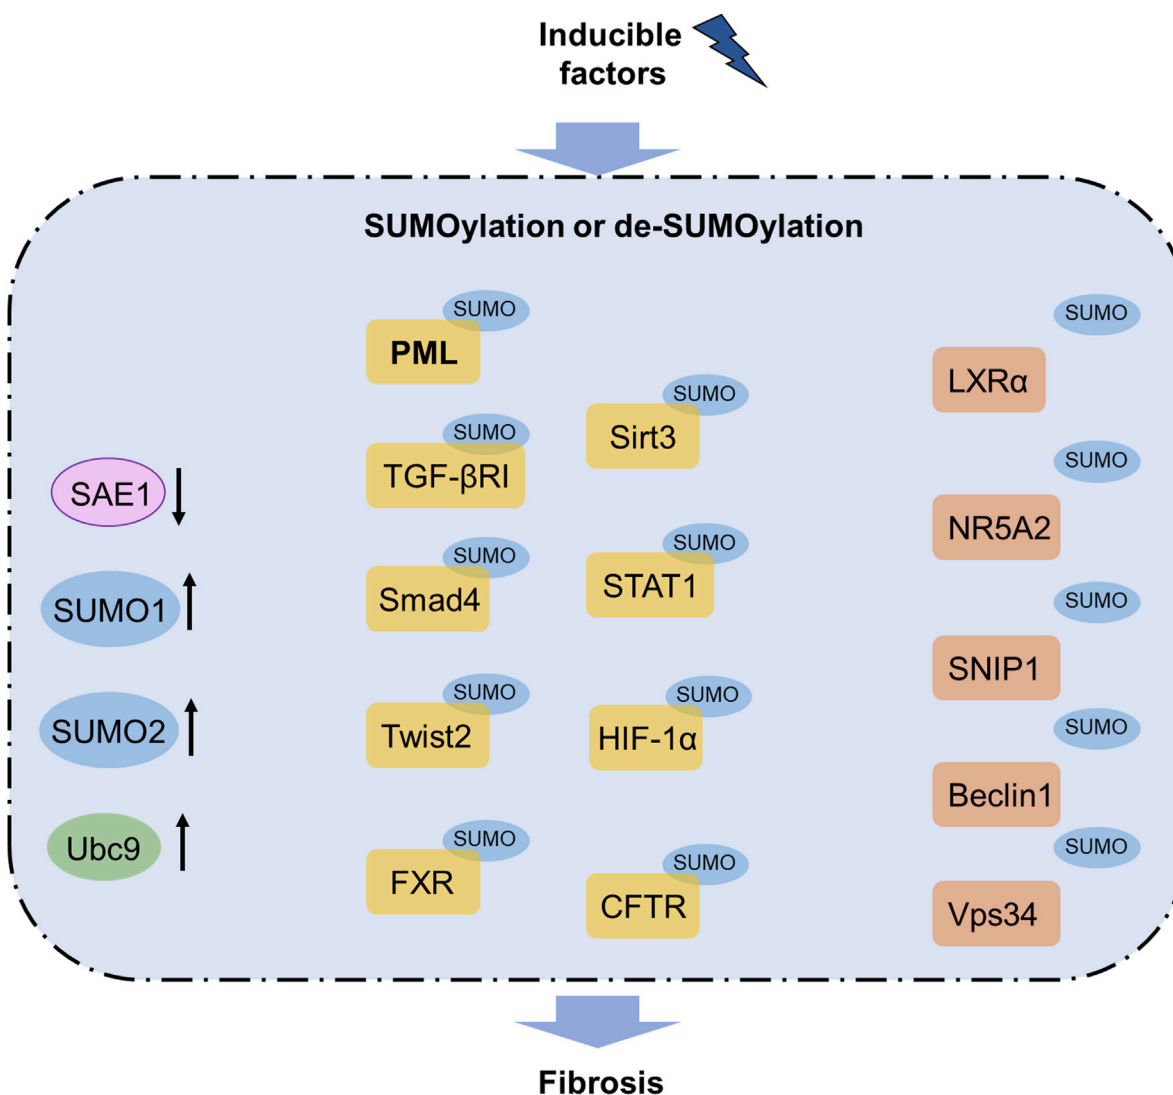 Inducible
factors
SUMOylation or de-SUMOylation
SAE1
SUMO1
SUMO2
Ubc9
SUMO
PML
SUMO
TGF-βRI
SUMO
Smad4
SUMO
Twist2
SUMO
FXR
SUMO
Sirt3
SUMO
STAT1
SUMO
HIF-1α
SUMO
CFTR
SUMO
LXRα
SUMO
NR5A2
SUMO
SNIP1
SUMO
Beclin1
SUMO
Vps34
Fibrosis